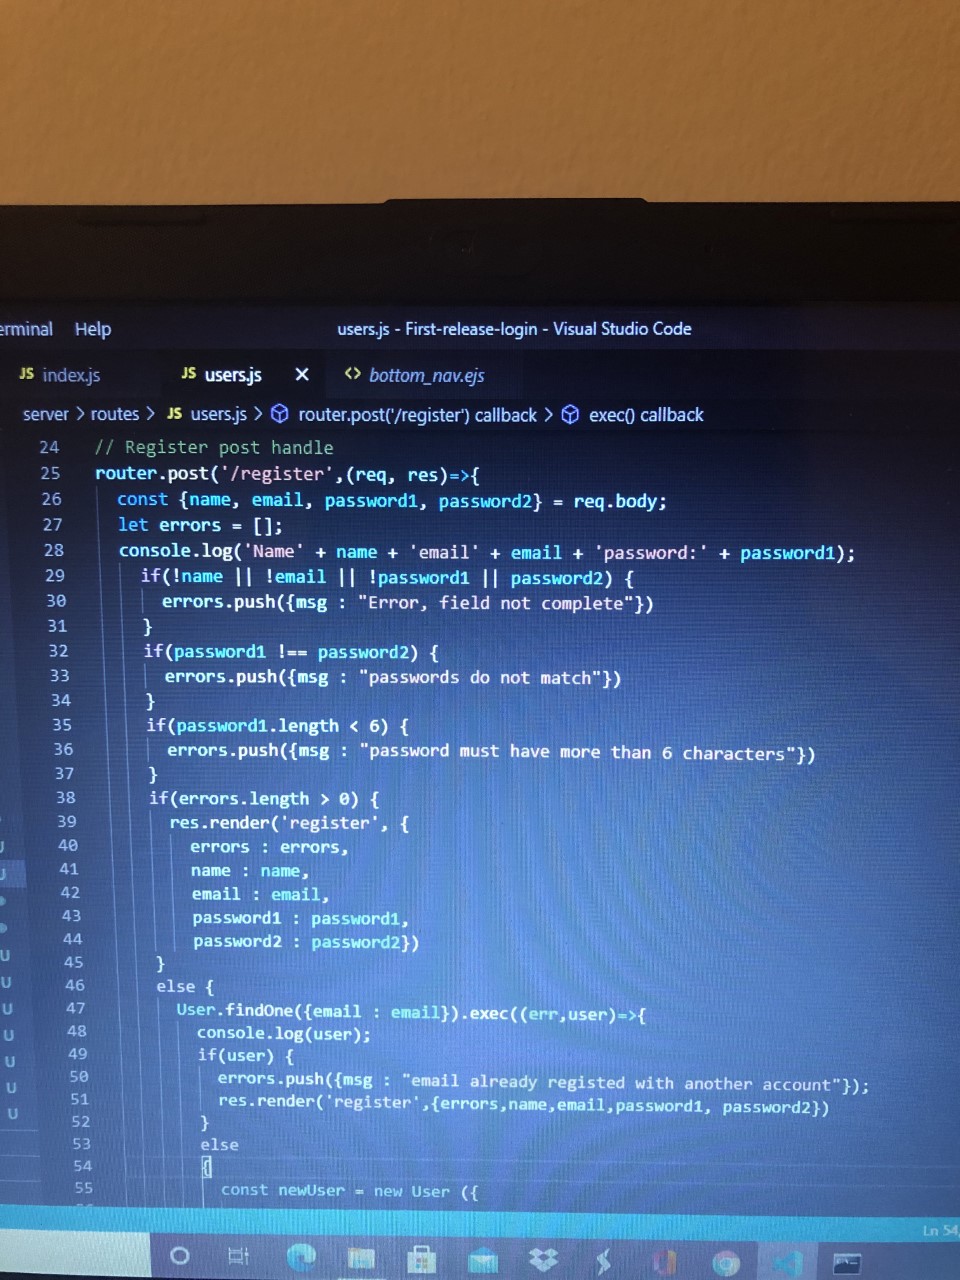 erminal Help users.js - First-release-login - Visual Studio Code
JS index.js JS users.js X <> bottom_nav.ejs
server > routes > JS users.js > router.post('/register') callback > exec() callback
24 // Register post handle
25 router.post('/register',(req, res)=>{
26 const {name, email, password1, password2} = req.body;
27 let errors = [];
28 console.log('Name' + name + 'email' + email + 'password:' + password1);
29 if(!name || !email || !password1 || password2) {
30 errors.push({msg : "Error, field not complete"})
31 }
32 if(password1 !== password2) {
33 errors.push({msg : "passwords do not match"})
34 }
35 if(password1.length < 6) {
36 errors.push({msg : "password must have more than 6 characters"})
37 }
38 if(errors.length > 0) {
39 res.render('register', {
40 errors : errors,
41 name : name,
42 email : email,
43 password1 : password1,
44 password2 : password2})
45 }
46 else {
47 User.findOne({email : email}).exec((err,user)=>{
48 console.log(user);
49 if(user) {
50 errors.push({msg : "email already registed with another account"});
51 res.render('register',{errors,name,email,password1, password2})
52 }
53 else
54 {
55 const newUser = new User ({
U
U
U
U
U
U
U
U
U
Ln 54,